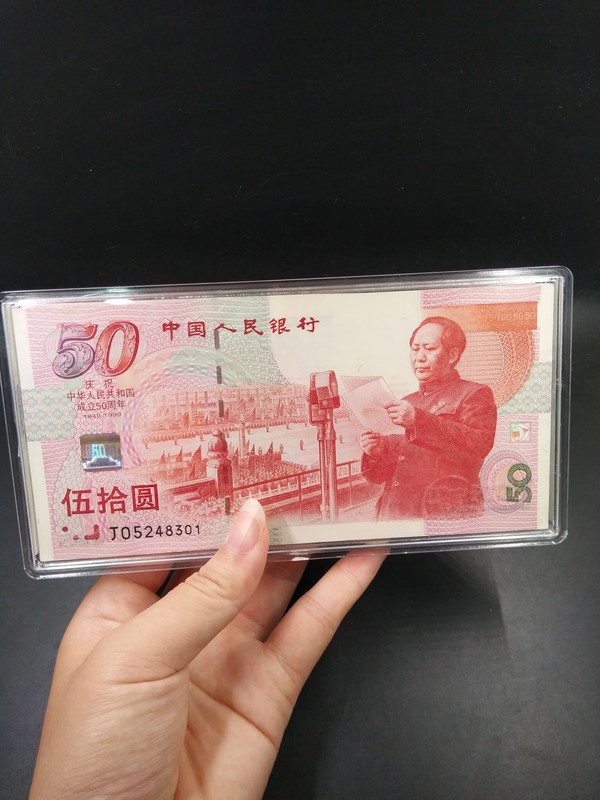 50
中国人民银行
庆祝
中华人民共和国
成立50周年
1949-1999
50
伍拾圆
J05248301
50